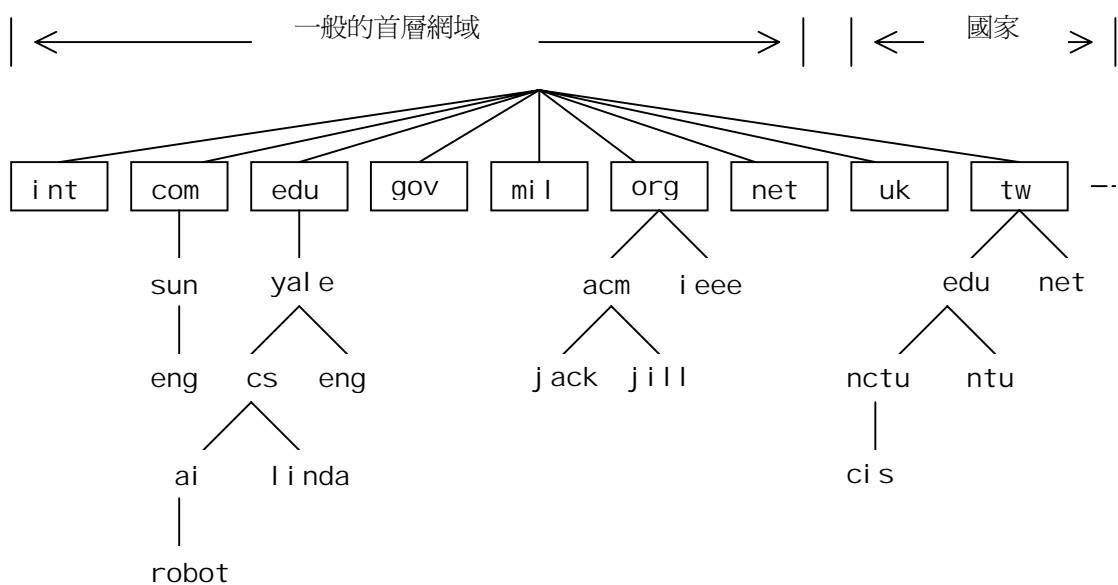 一般的首層網域 國家
int com edu gov mil org net uk tw
sun yale acm ieee edu net
eng cs eng jack jill nctu ntu
ai linda cis
robot